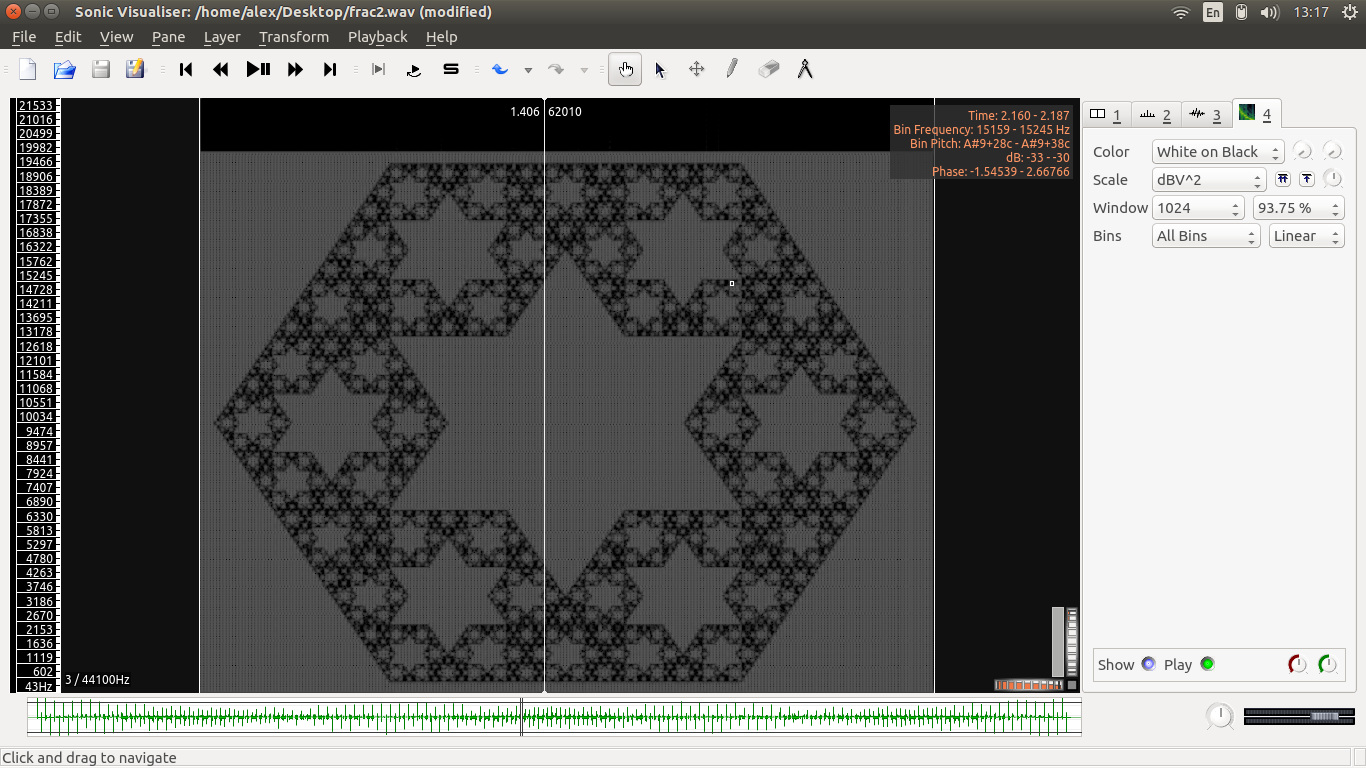 Sonic Visualiser: /home/alex/Desktop/frac2.wav (modified)
En
13:17
File Edit View Pane Layer Transform Playback Help
1.406
62010
21533
21016
20499
19982
19466
18906
18389
17872
17355
16838
16322
15762
15245
14728
14211
13695
13178
12618
12101
11584
11068
10551
10034
9474
8957
8441
7924
7407
6890
6330
5813
5297
4780
4263
3746
3186
2670
2153
1636
1119
602
43Hz
Time: 2.160 - 2.187
Bin Frequency: 15159 - 15245 Hz
Bin Pitch: A#9+28c - A#9+38c
dB: -33 - -30
Phase: -1.54539 - 2.66766
3 / 44100Hz
1 2 3 4
Color White on Black
Scale dBV^2
Window 1024 93.75 %
Bins All Bins Linear
Show Play
Click and drag to navigate